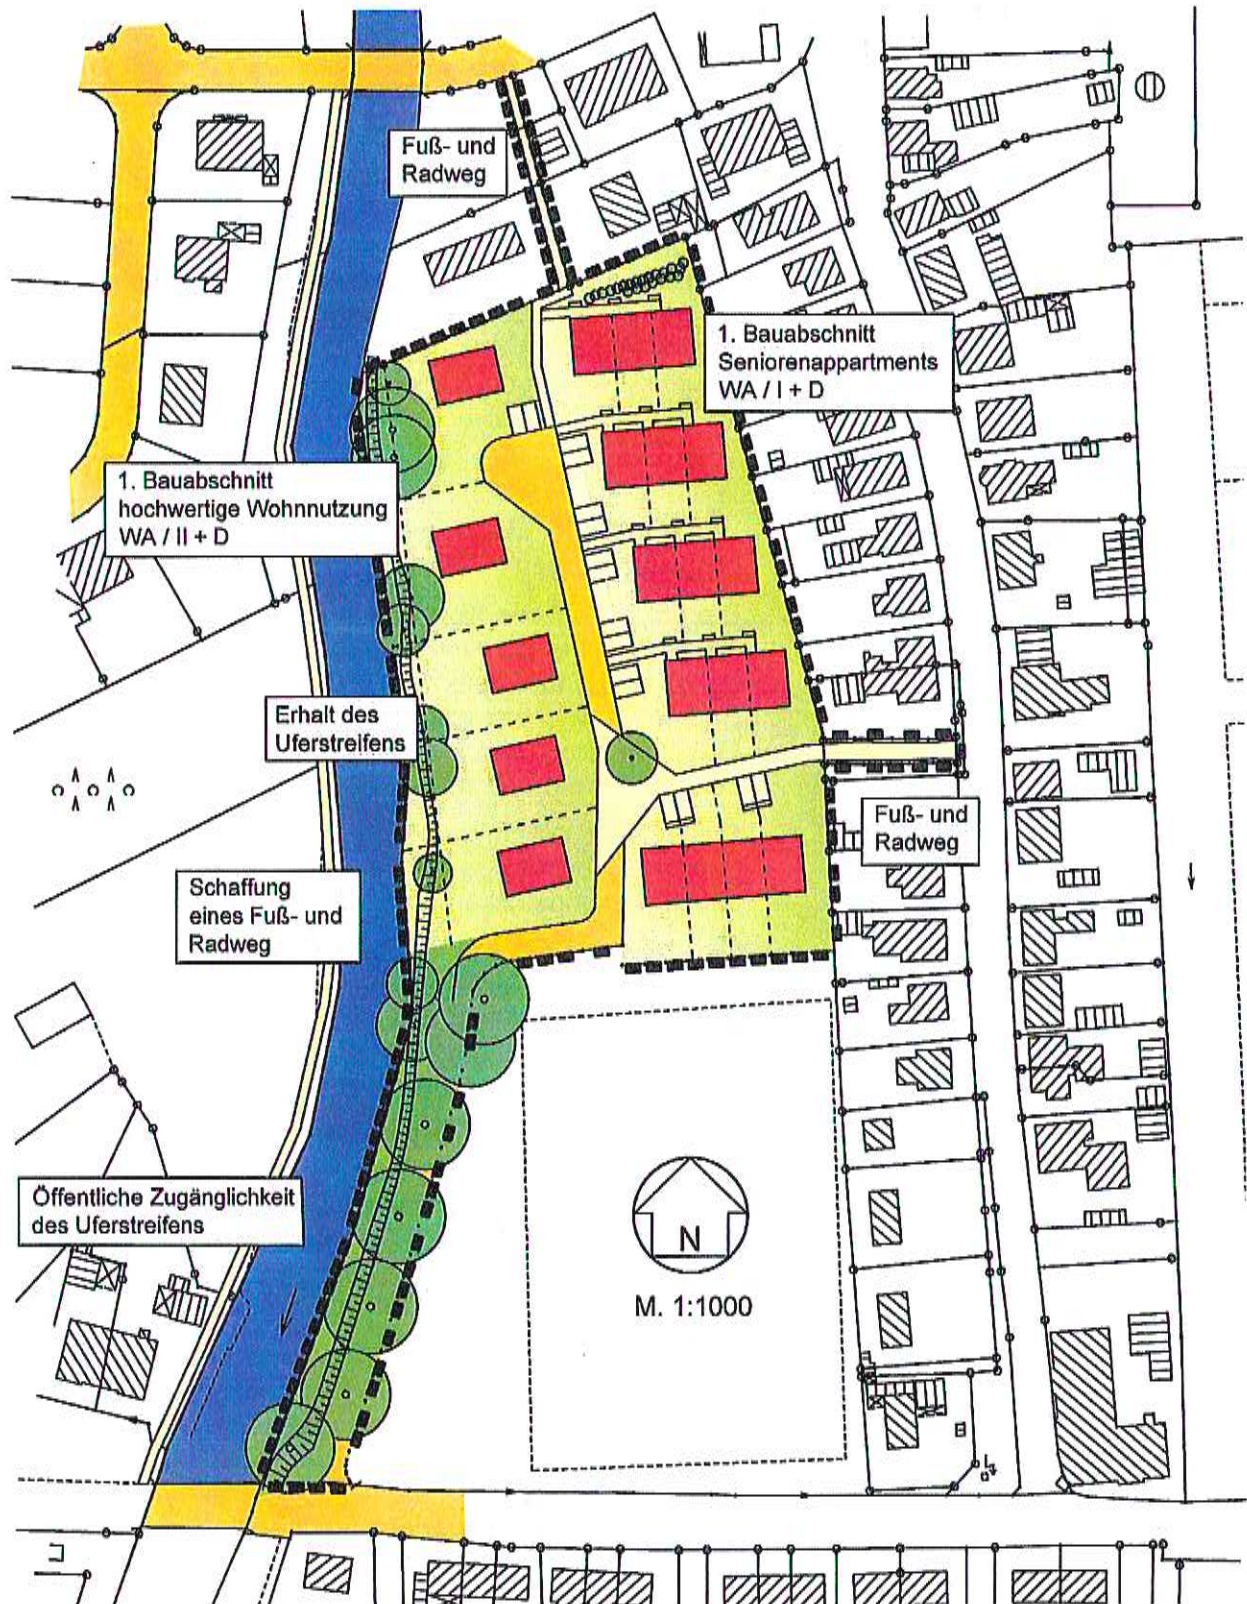 Fuß- und
Radweg
1. Bauabschnitt
Seniorenappartments
WA / I + D
1. Bauabschnitt
hochwertige Wohnnutzung
WA / II + D
Erhalt des
Uferstreifens
Fuß- und
Radweg
Schaffung
eines Fuß- und
Radweg
Öffentliche Zugänglichkeit
des Uferstreifens
N
M. 1:1000